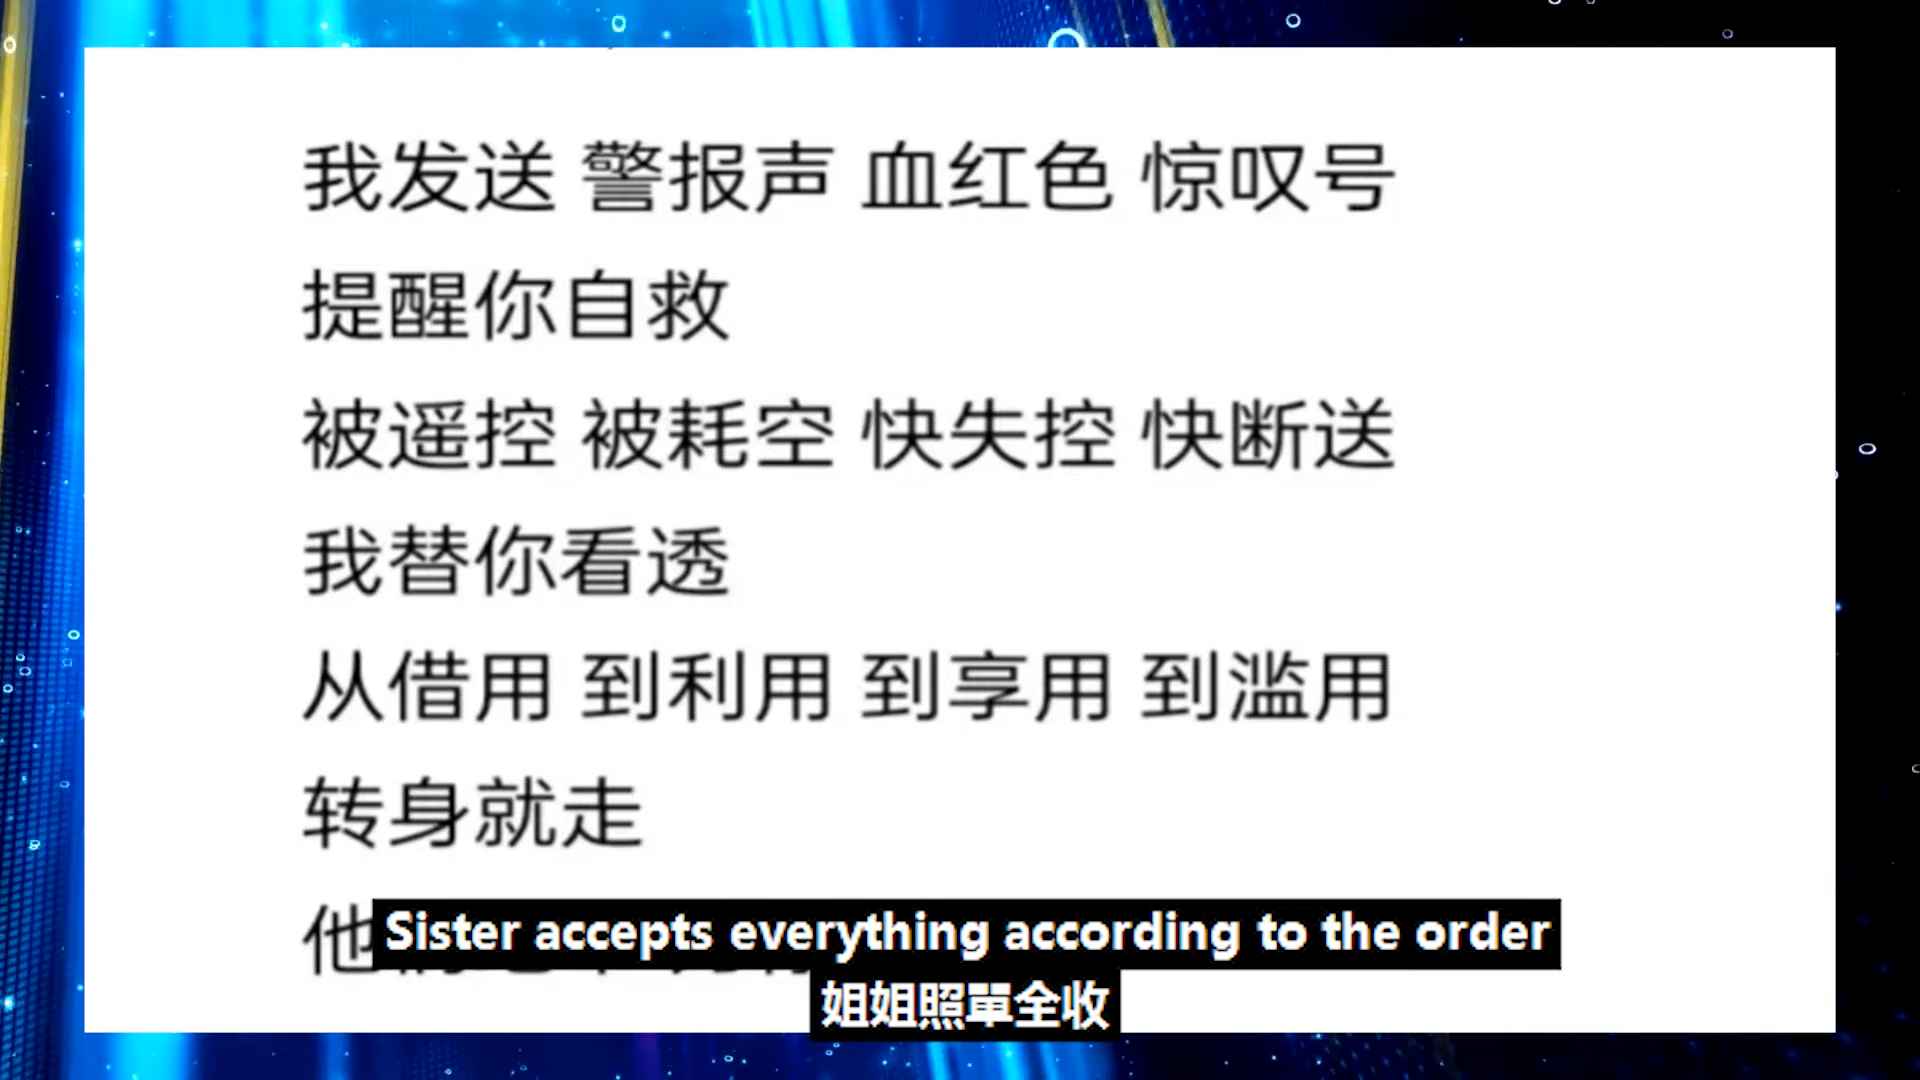 我发送 警报声 血红色 惊叹号
提醒你自救
被遥控 被耗空 快失控 快断送
我替你看透
从借用 到利用 到享用 到滥用
转身就走
他
Sister accepts everything according to the order
姐姐照單全收